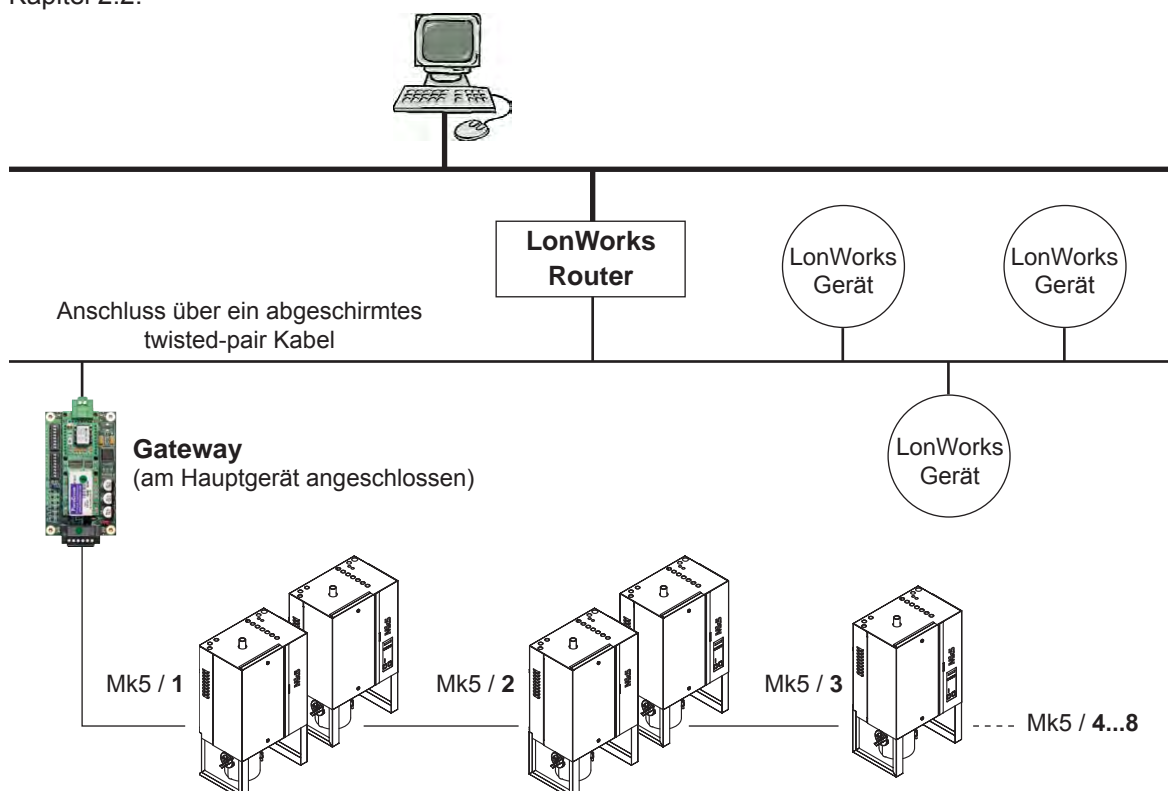 Kapitel 2.2.
LonWorks
Router
LonWorks
Gerät
LonWorks
Gerät
Anschluss über ein abgeschirmtes
twisted-pair Kabel
Gateway
(am Hauptgerät angeschlossen)
LonWorks
Gerät
Mk5 / 1
Mk5 / 2
Mk5 / 3
Mk5 / 4...8